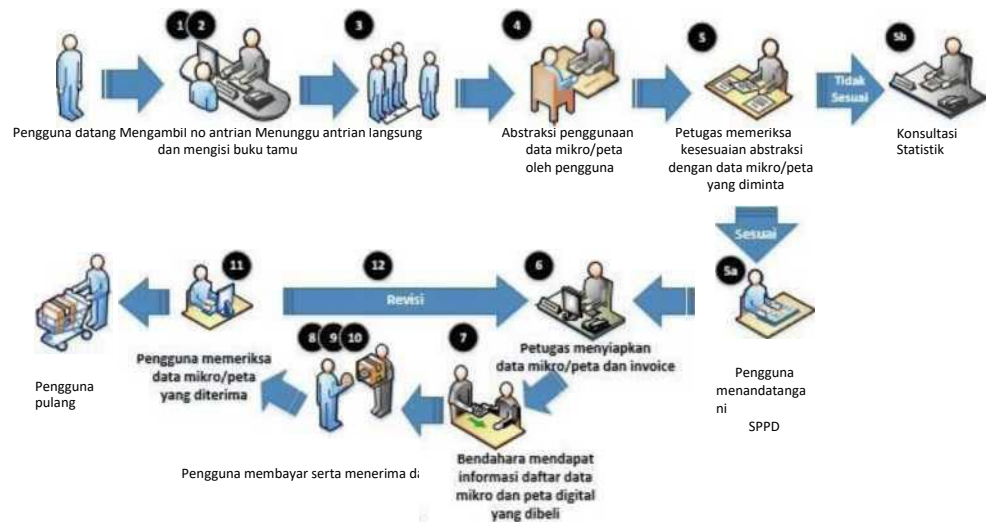 1 2 3 4 5 5b
Tidak
Sesuai
Pengguna datang Mengambil no antrian Menunggu antrian langsung
dan mengisi buku tamu
Abstraksi penggunaan
data mikro/peta
oleh pengguna
Petugas memeriksa
kesesuaian abstraksi
dengan data mikro/peta
yang diminta
Konsultasi
Statistik
Sesuai
11 12 6 5a
Revisi
8 9 10 7
Pengguna
pulang
Pengguna memeriksa
data mikro/peta
yang diterima
Petugas menyiapkan
data mikro/peta dan invoice
Pengguna
menandatanga
ni
SPPD
Pengguna membayar serta menerima
Bendahara mendapat
informasi daftar data
mikro dan peta digital
yang dibeli